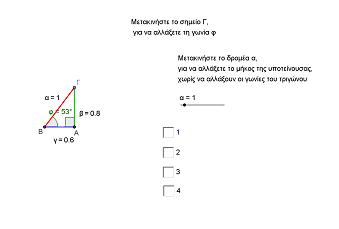 Μετακινήστε το σημείο Γ,
για να αλλάξετε τη γωνία φ
Μετακινήστε το δρομέα α,
για να αλλάξετε το μήκος της υποτείνουσας,
χωρίς να αλλάξουν οι γωνίες του τριγώνου
Γ
α = 1
α = 1
φ = 53°
β = 0.8
Β
Α
γ = 0.6
1
2
3
4